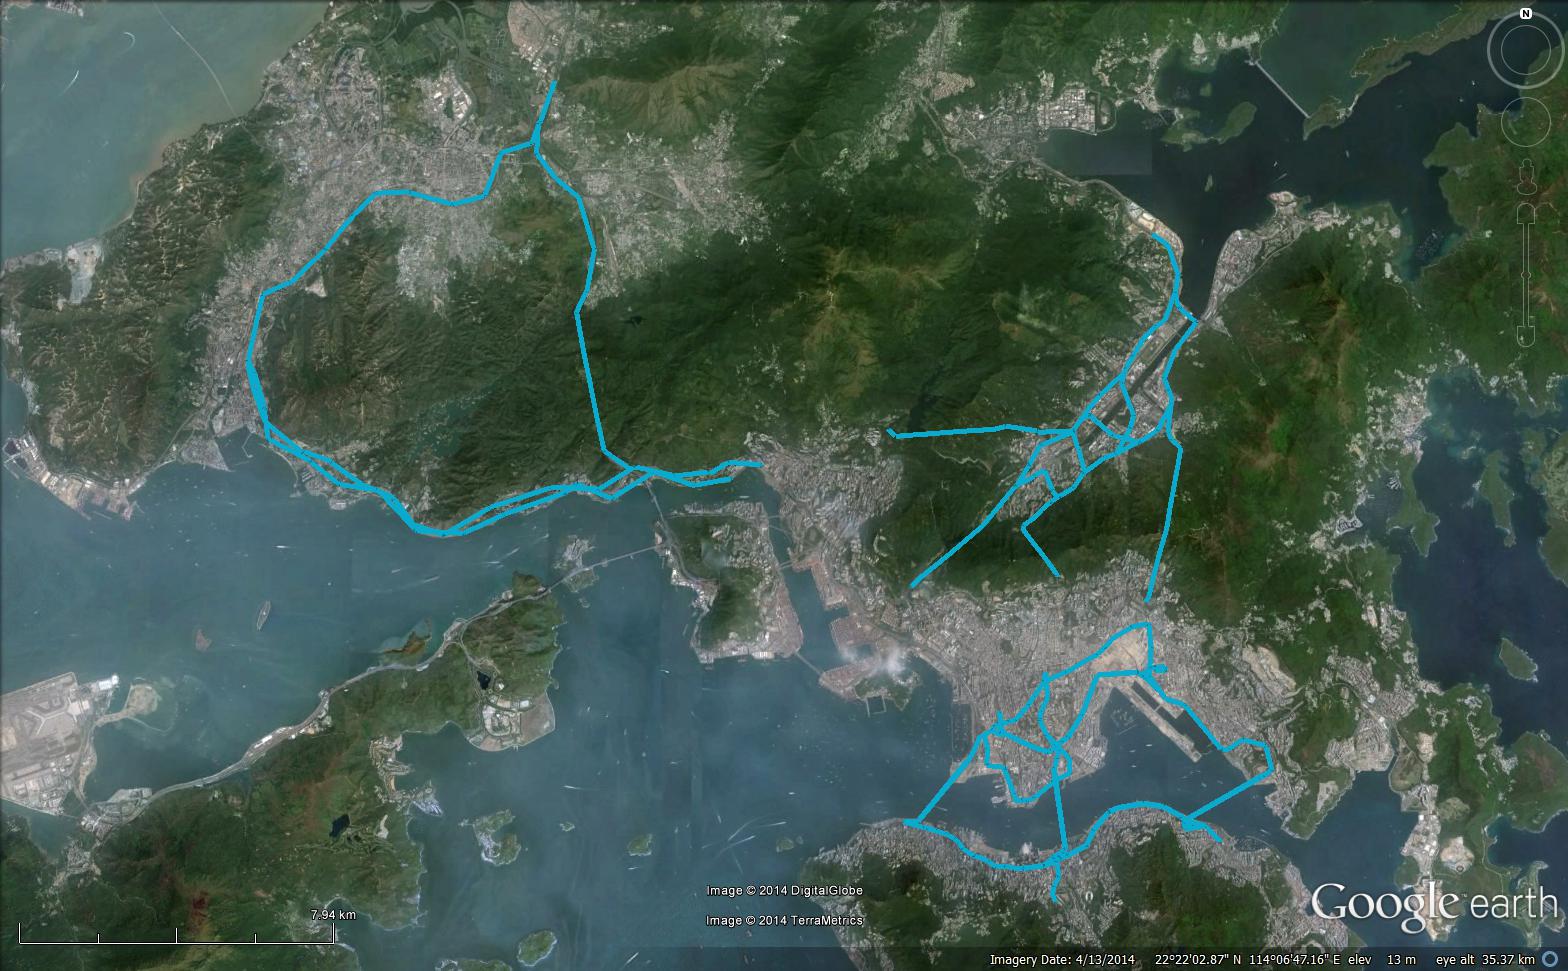 N
7.94 km
Image © 2014 DigitalGlobe
Image © 2014 TerraMetrics
Google earth
Imagery Date: 4/13/2014 22°22'02.87" N 114°06'47.16" E elev 13 m eye alt 35.37 km